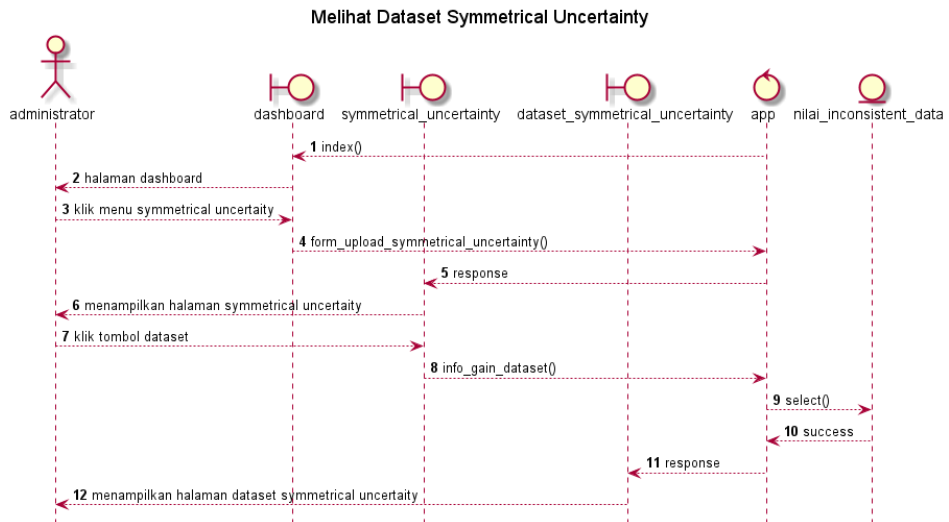 Melihat Dataset Symmetrical Uncertainty
administrator
dashboard
symmetrical_uncertainty
dataset_symmetrical_uncertainty
app
nilai_inconsistent_data
1 index()
2 halaman dashboard
3 klik menu symmetrical uncertaity
4 form_upload_symmetrical_uncertainty()
5 response
6 menampilkan halaman symmetrical uncertaity
7 klik tombol dataset
8 info_gain_dataset()
9 select()
10 success
11 response
12 menampilkan halaman dataset symmetrical uncertaity